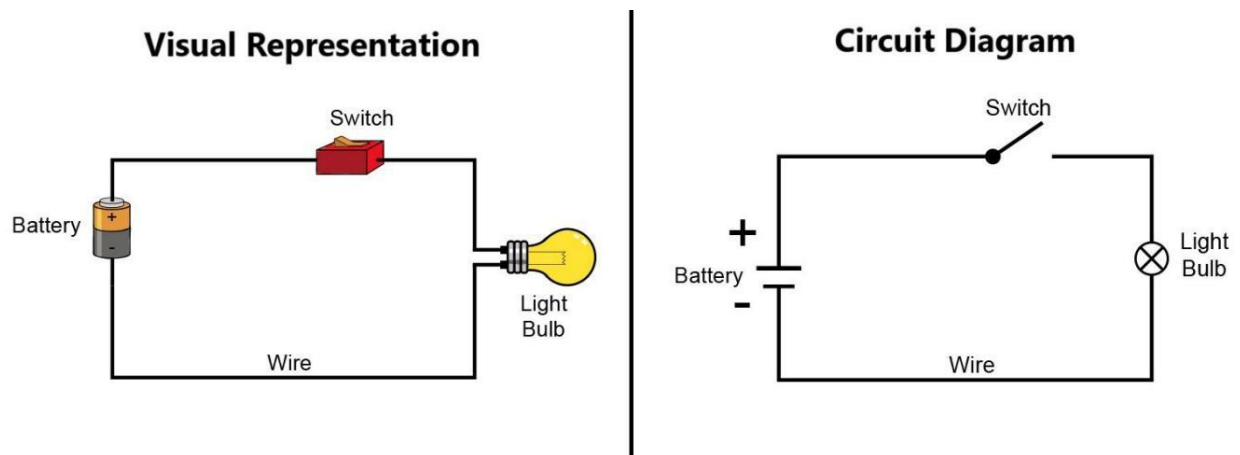 Visual Representation
Switch
Battery
+
-
Light
Bulb
Wire
Circuit Diagram
Switch
+
Battery
-
Light
Bulb
Wire